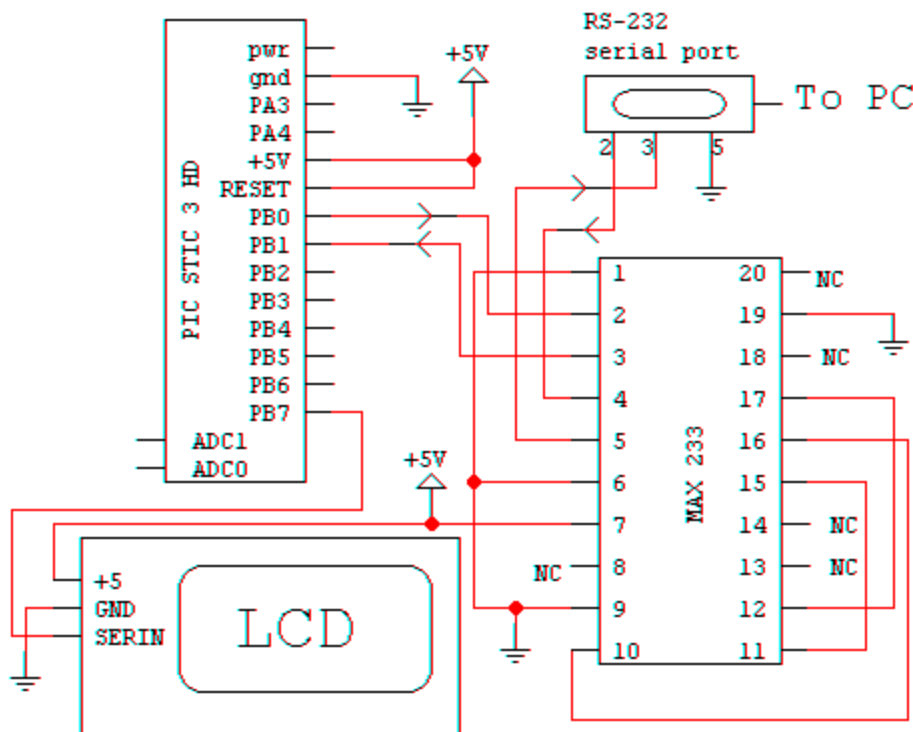 RS-232
serial port
To PC
2 3 5
+5V
pwr
gnd
PA3
PA4
+5V
RESET
PB0
PB1
PB2
PB3
PB4
PB5
PB6
PB7
ADC1
ADC0
PIC STIC 3 HD
1 20 NC
2 19
3 18 NC
4 17
5 16
6 15
7 14 NC
NC 8 13 NC
9 12
10 11
MAX 233
+5V
+5
GND
SERIN
LCD